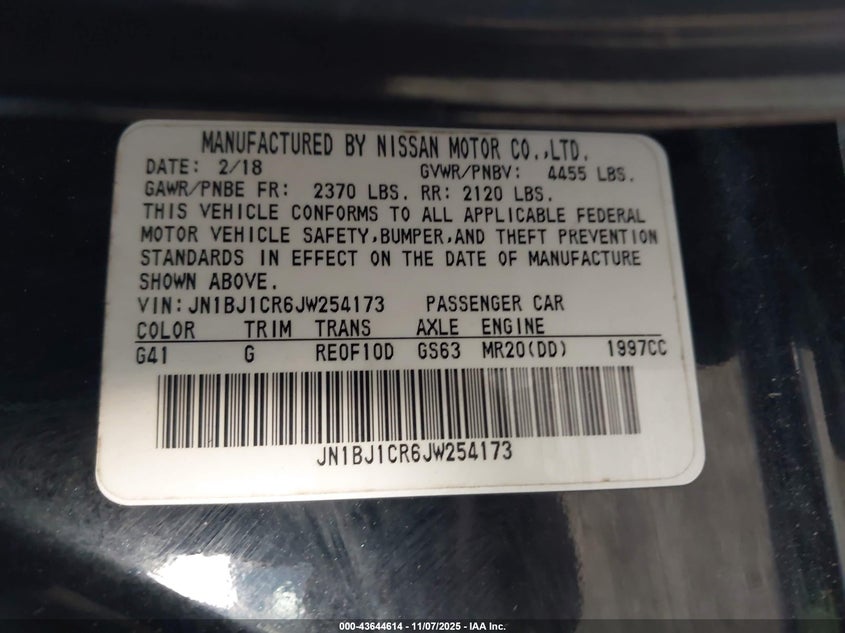 MANUFACTURED BY NISSAN MOTOR CO.,LTD.
DATE: 2/18 GVWR/PNBV: 4455 LBS.
GAWR/PNBE FR: 2370 LBS. RR: 2120 LBS.
THIS VEHICLE CONFORMS TO ALL APPLICABLE FEDERAL
MOTOR VEHICLE SAFETY,BUMPER,AND THEFT PREVENTION
STANDARDS IN EFFECT ON THE DATE OF MANUFACTURE
SHOWN ABOVE.
VIN:JN1BJ1CR6JW254173 PASSENGER CAR
COLOR TRIM TRANS AXLE ENGINE
G41 G RE0F10D GS63 MR20(DD) 1997CC
JN1BJ1CR6JW254173
000-43644614 - 11/07/2025 - IAA Inc.